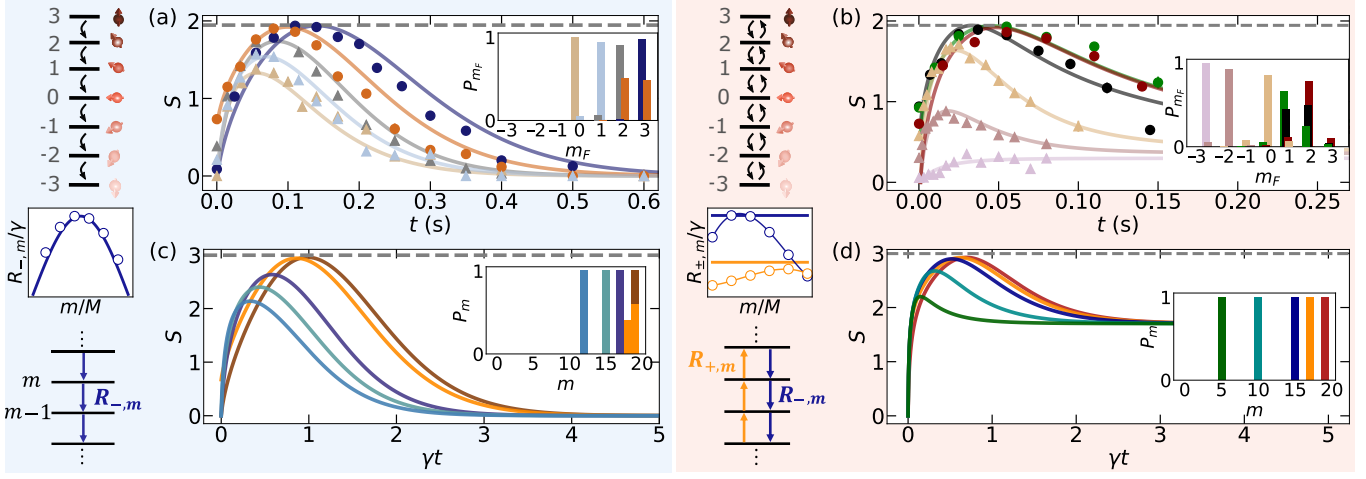 3
2
1
0
-1
-2
-3
R₋,ₘ/γ
m/M
⋮
m
m−1
R₋,ₘ
⋮
(a)
2
1
0
S
0.0 0.1 0.2 0.3 0.4 0.5 0.6
t (s)
1
0
P_{m_F}
−3 −2 −1 0 1 2 3
m_F
(c)
3
2
1
0
S
0 1 2 3 4 5
γt
1
0
P_m
0 5 10 15 20
m
3
2
1
0
-1
-2
-3
R±,ₘ/γ
m/M
⋮
R₊,ₘ
R₋,ₘ
⋮
(b)
2
1
0
S
0.00 0.05 0.10 0.15 0.20 0.25
t (s)
1
0
P_{m_F}
−3 −2 −1 0 1 2 3
m_F
(d)
3
2
1
0
S
0 1 2 3 4 5
γt
1
0
P_m
0 5 10 15 20
m